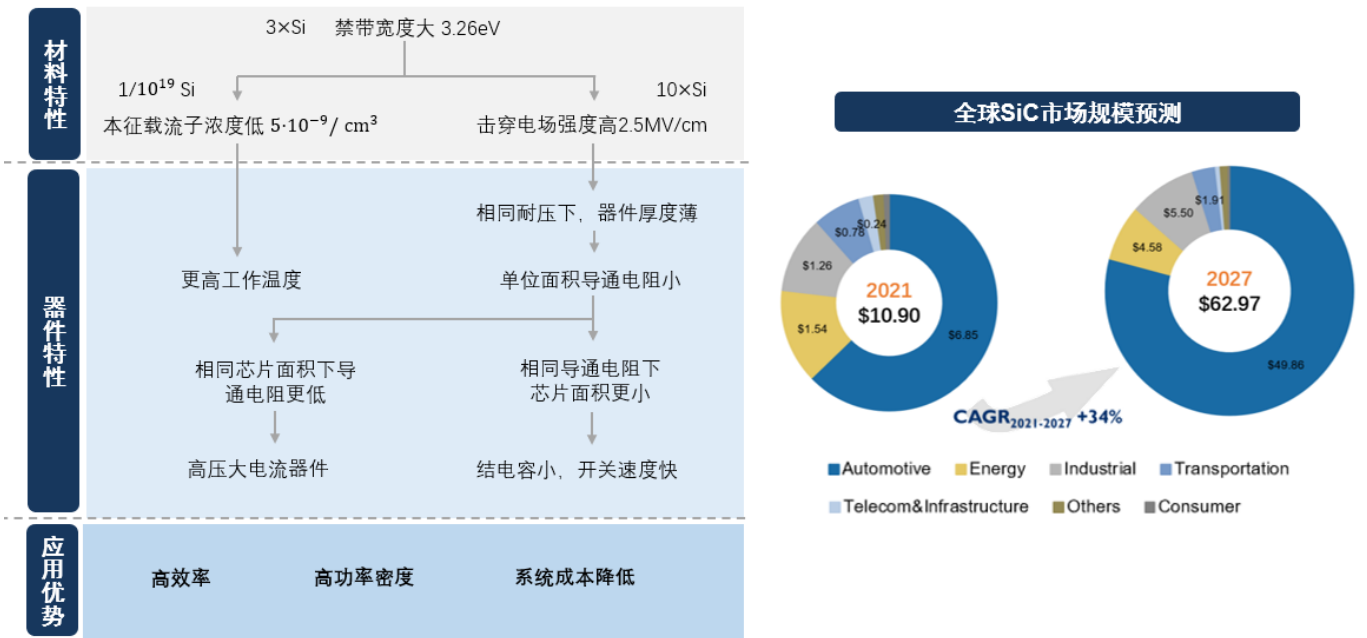 材料特性
3×Si 禁带宽度大 3.26eV
1/10¹⁹ Si
10×Si
本征载流子浓度低 5·10⁻⁹/ cm³
击穿电场强度高2.5MV/cm
器件特性
相同耐压下，器件厚度薄
更高工作温度
单位面积导通电阻小
相同芯片面积下导
通电阻更低
相同导通电阻下
芯片面积更小
高压大电流器件
结电容小，开关速度快
应用优势
高效率
高功率密度
系统成本降低
全球SiC市场规模预测
$0.24
$0.78
$1.26
$1.54
$6.85
2021
$10.90
$1.91
$5.50
$4.58
$49.86
2027
$62.97
CAGR2021-2027 +34%
Automotive
Energy
Industrial
Transportation
Telecom&Infrastructure
Others
Consumer